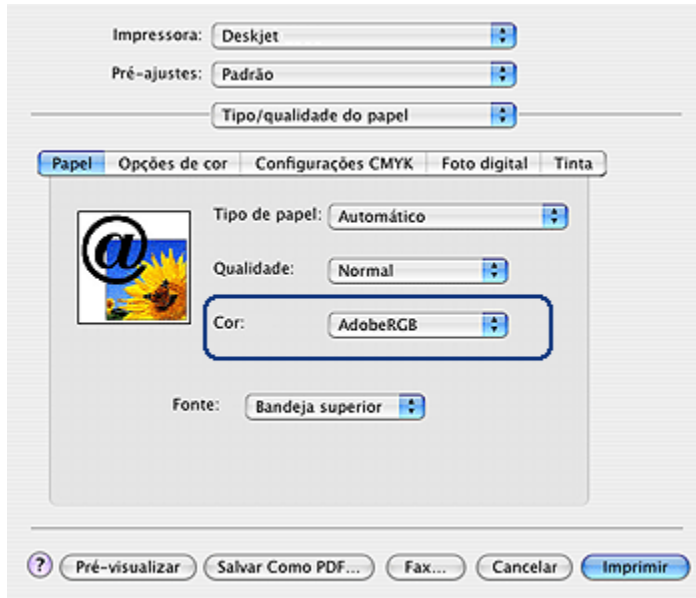 Impressora: Deskjet
Pré-ajustes: Padrão
Tipo/qualidade do papel
Papel Opções de cor Configurações CMYK Foto digital Tinta
@
Tipo de papel: Automático
Qualidade: Normal
Cor: AdobeRGB
Fonte: Bandeja superior
? Pré-visualizar Salvar Como PDF... Fax... Cancelar Imprimir